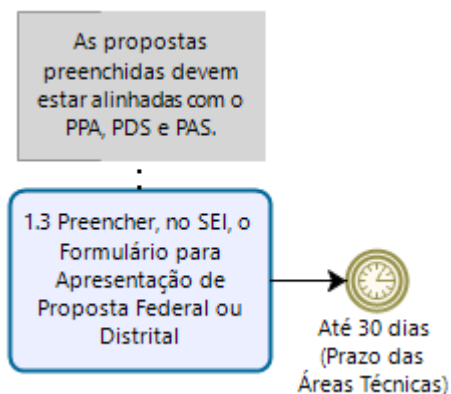 As propostas
preenchidas devem
estar alinhadas com o
PPA, PDS e PAS.
1.3 Preencher, no SEI, o
Formulário para
Apresentação de
Proposta Federal ou
Distrital
Até 30 dias
(Prazo das
Áreas Técnicas)